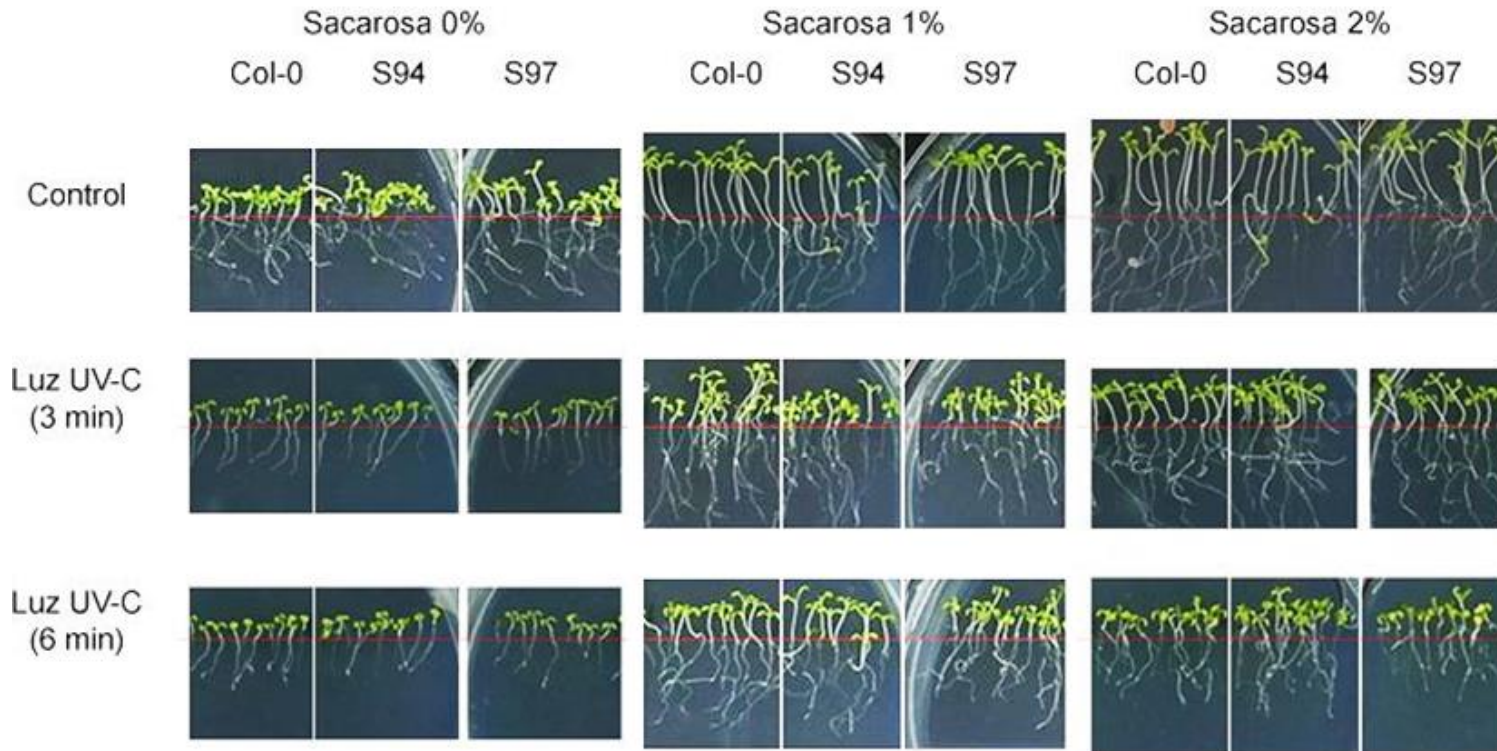 Sacarosa 0% Sacarosa 1% Sacarosa 2%
Col-0 S94 S97 Col-0 S94 S97 Col-0 S94 S97
Control
Luz UV-C
(3 min)
Luz UV-C
(6 min)